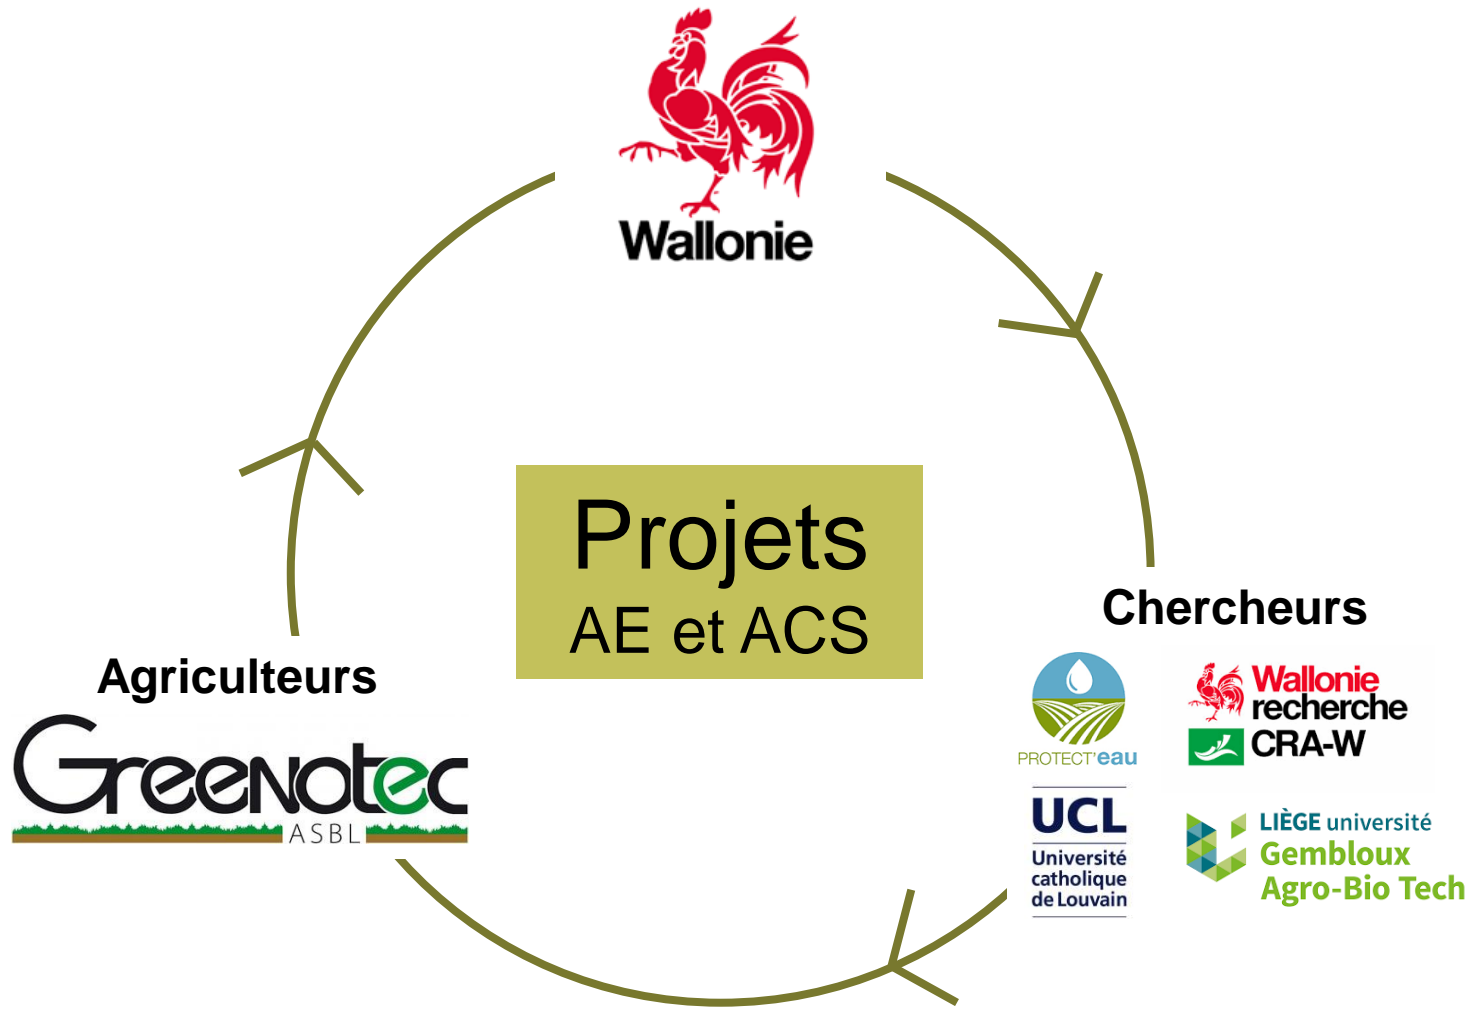 Wallonie
Projets
AE et ACS
Chercheurs
PROTECT'eau
Wallonie
recherche
CRA-W
UCL
Université
catholique
de Louvain
LIÈGE université
Gembloux
Agro-Bio Tech
Agriculteurs
Greenotec
ASBL